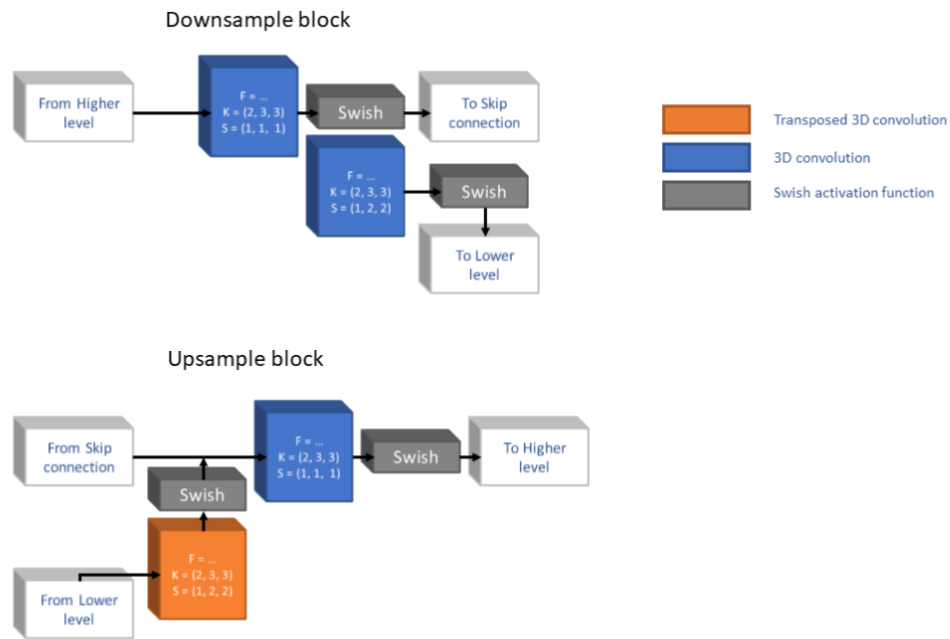 Downsample block
From Higher
level
F = ...
K = (2, 3, 3)
S = (1, 1, 1)
Swish
To Skip
connection
F = ...
K = (2, 3, 3)
S = (1, 2, 2)
Swish
To Lower
level
Transposed 3D convolution
3D convolution
Swish activation function
Upsample block
From Skip
connection
F = ...
K = (2, 3, 3)
S = (1, 1, 1)
Swish
To Higher
level
Swish
From Lower
level
F = ...
K = (2, 3, 3)
S = (1, 2, 2)